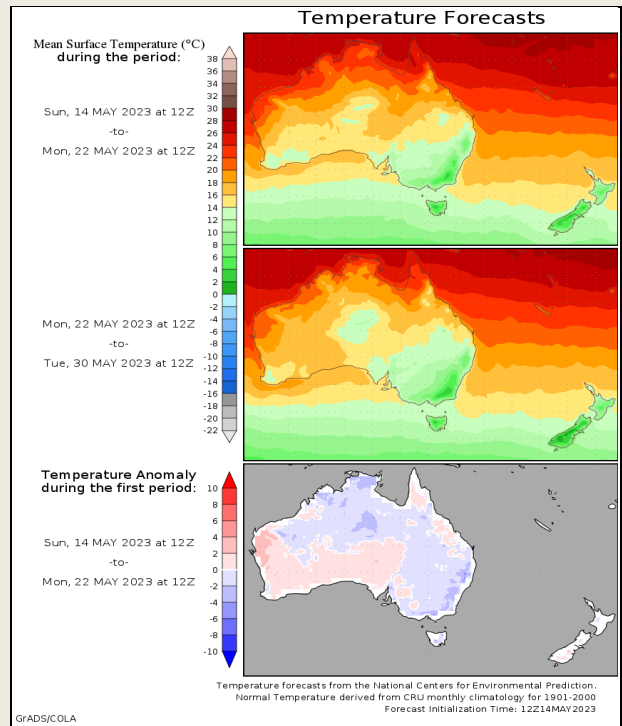 Temperature Forecasts
Mean Surface Temperature (°C)
during the period:
38
36
34
32
30
28
26
24
22
20
18
16
14
12
10
8
6
4
2
0
-2
-4
-6
-8
-10
-12
-14
-16
-18
-20
-22
Sun, 14 MAY 2023 at 12Z
-to-
Mon, 22 MAY 2023 at 12Z
Mon, 22 MAY 2023 at 12Z
-to-
Tue, 30 MAY 2023 at 12Z
Temperature Anomaly
during the first period:
10
8
6
4
2
0
-2
-4
-6
-8
-10
Sun, 14 MAY 2023 at 12Z
-to-
Mon, 22 MAY 2023 at 12Z
Temperature forecasts from the National Centers for Environmental Prediction.
Normal Temperature derived from CRU monthly climatology for 1901-2000
Forecast Initialization Time: 12Z14MAY2023
GrADS/COLA